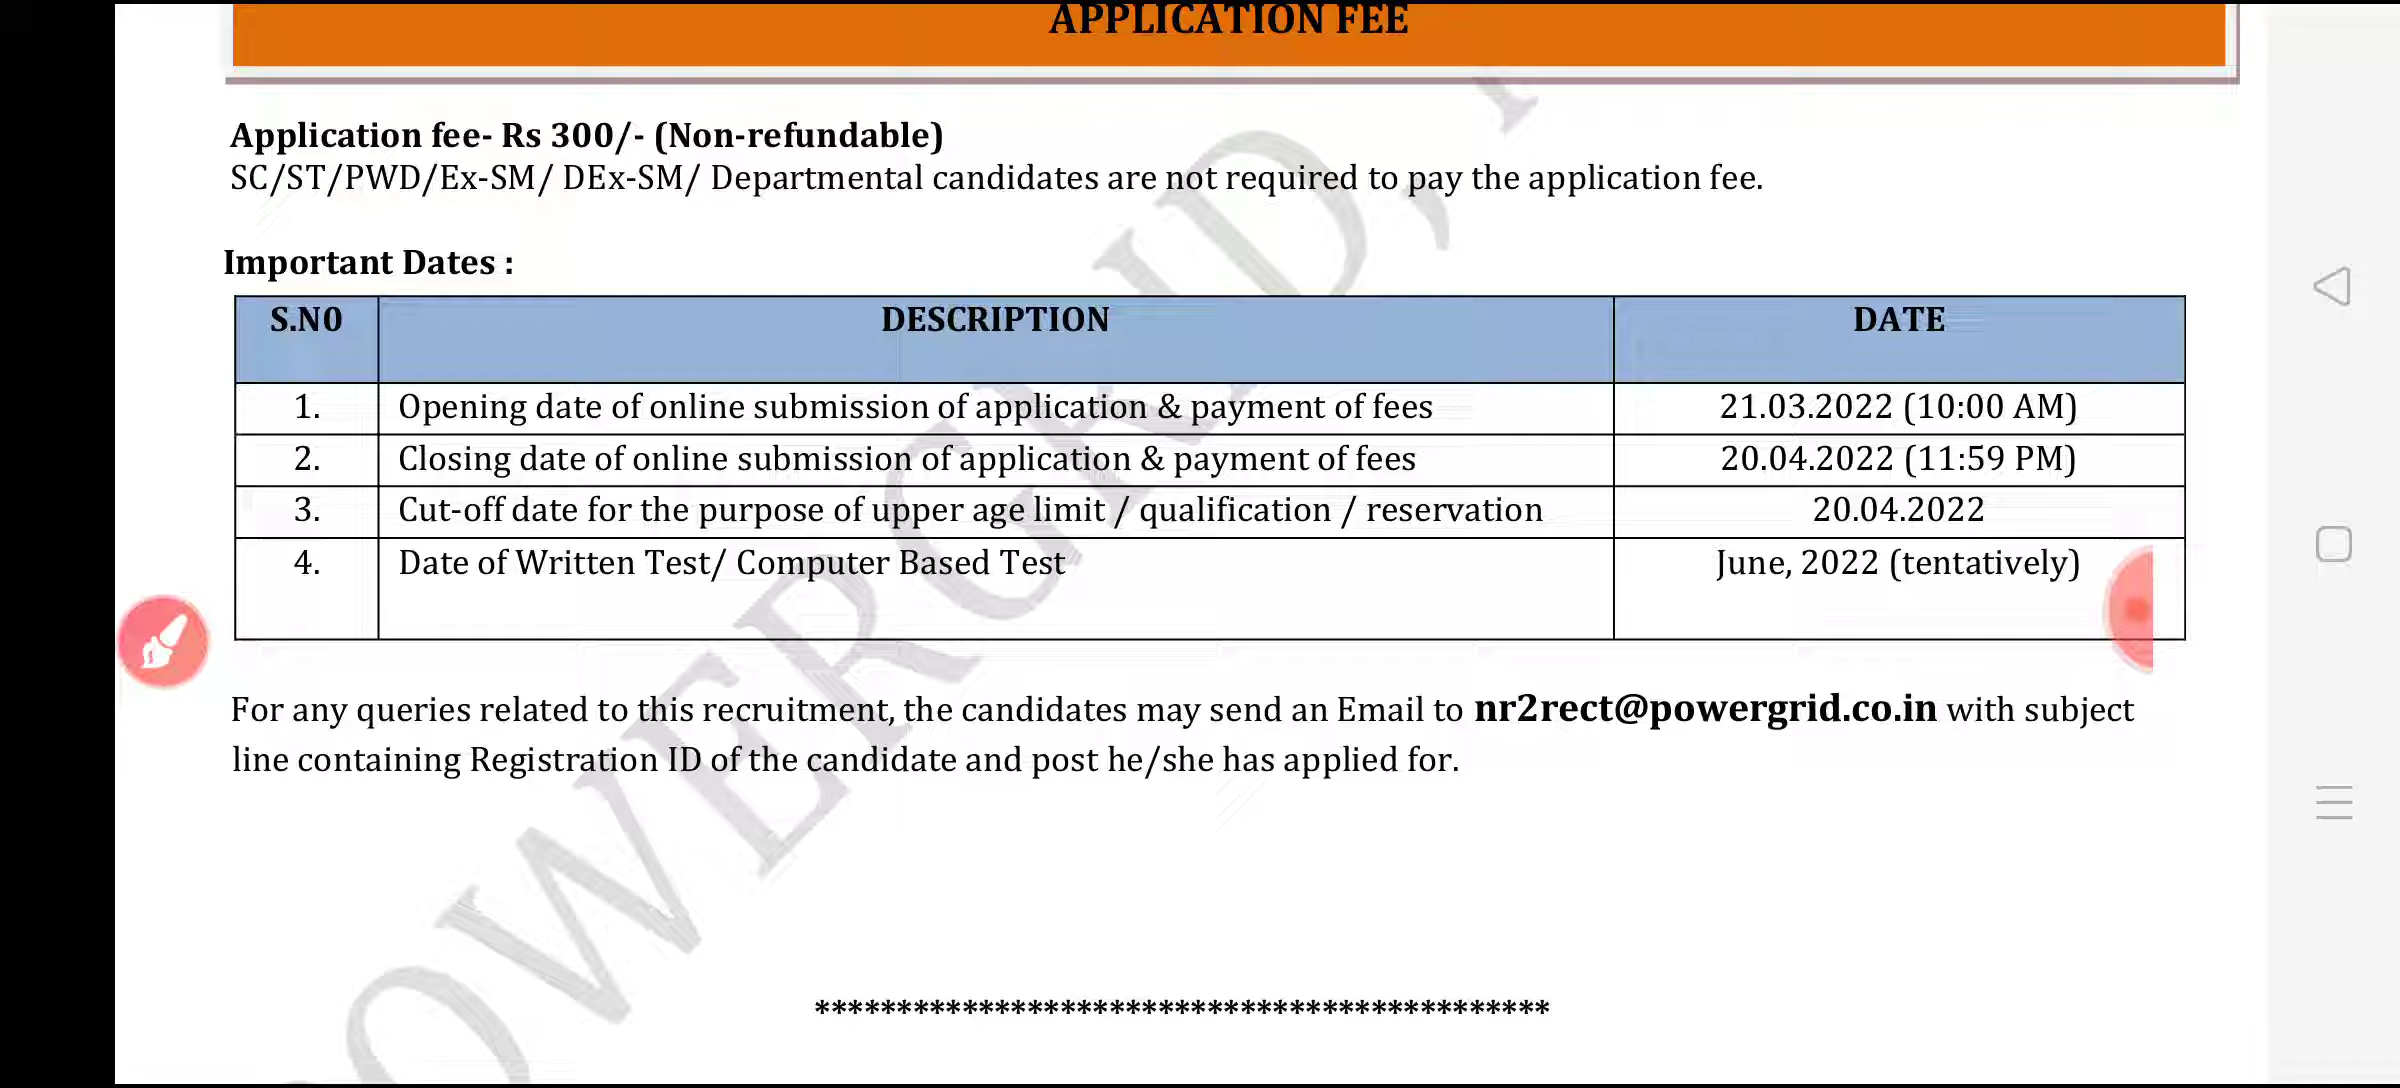 APPLICATION FEE
Application fee- Rs 300/- (Non-refundable)
SC/ST/PWD/Ex-SM/ DEx-SM/ Departmental candidates are not required to pay the application fee.
Important Dates :
S.NO DESCRIPTION DATE
1. Opening date of online submission of application & payment of fees 21.03.2022 (10:00 AM)
2. Closing date of online submission of application & payment of fees 20.04.2022 (11:59 PM)
3. Cut-off date for the purpose of upper age limit / qualification / reservation 20.04.2022
4. Date of Written Test/ Computer Based Test June, 2022 (tentatively)
For any queries related to this recruitment, the candidates may send an Email to nr2rect@powergrid.co.in with subject
line containing Registration ID of the candidate and post he/she has applied for.
*********************************************
POWERGRID,